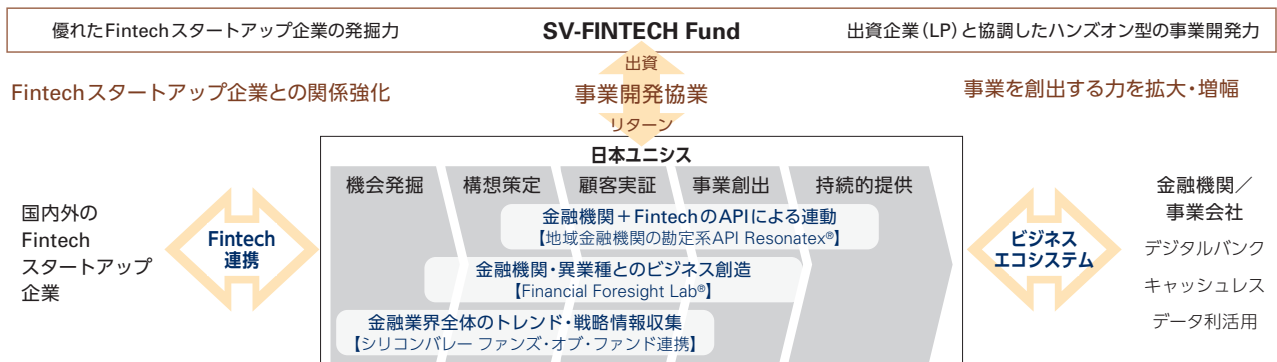 優れたFintechスタートアップ企業の発掘力
SV-FINTECH Fund
出資企業(LP)と協調したハンズオン型の事業開発力
出資
Fintechスタートアップ企業との関係強化
事業開発協業
事業を創出する力を拡大・増幅
リターン
日本ユニシス
機会発掘
構想策定
顧客実証
事業創出
持続的提供
国内外の
Fintech
スタートアップ
企業
Fintech
連携
金融機関+FintechのAPIによる連動
【地域金融機関の勘定系API Resonatex®】
金融機関・異業種とのビジネス創造
【Financial Foresight Lab®】
金融業界全体のトレンド・戦略情報収集
【シリコンバレー ファンズ・オブ・ファンド連携】
ビジネス
エコシステム
金融機関/
事業会社
デジタルバンク
キャッシュレス
データ利活用